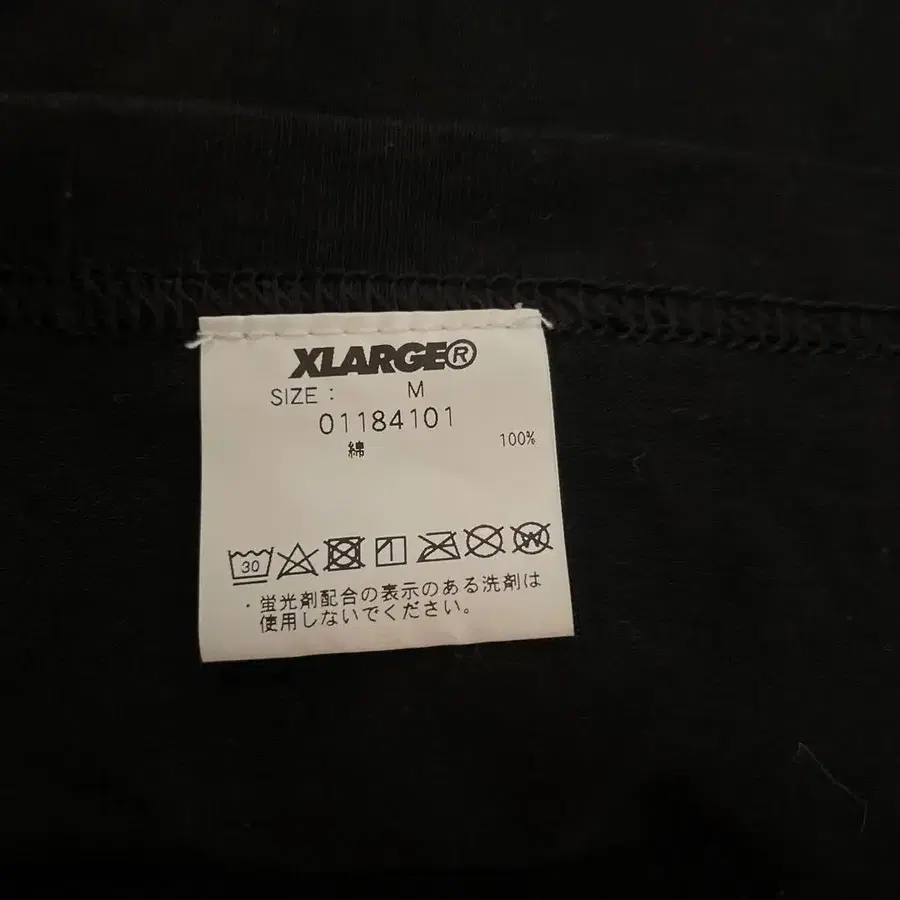 XLARGE®
SIZE : M
01184101
綿 100%
30
W
・蛍光剤配合の表示のある洗剤は
使用しないでください。